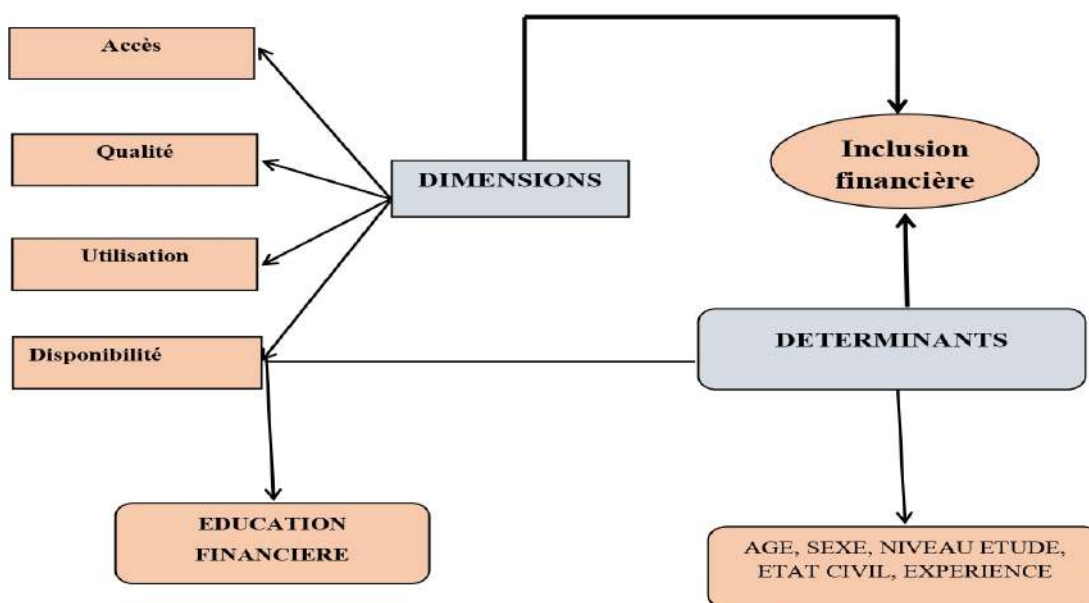 Accès
Qualité
Utilisation
Disponibilité
DIMENSIONS
Inclusion
financière
DETERMINANTS
EDUCATION
FINANCIERE
AGE, SEXE, NIVEAU ETUDE,
ETAT CIVIL, EXPERIENCE